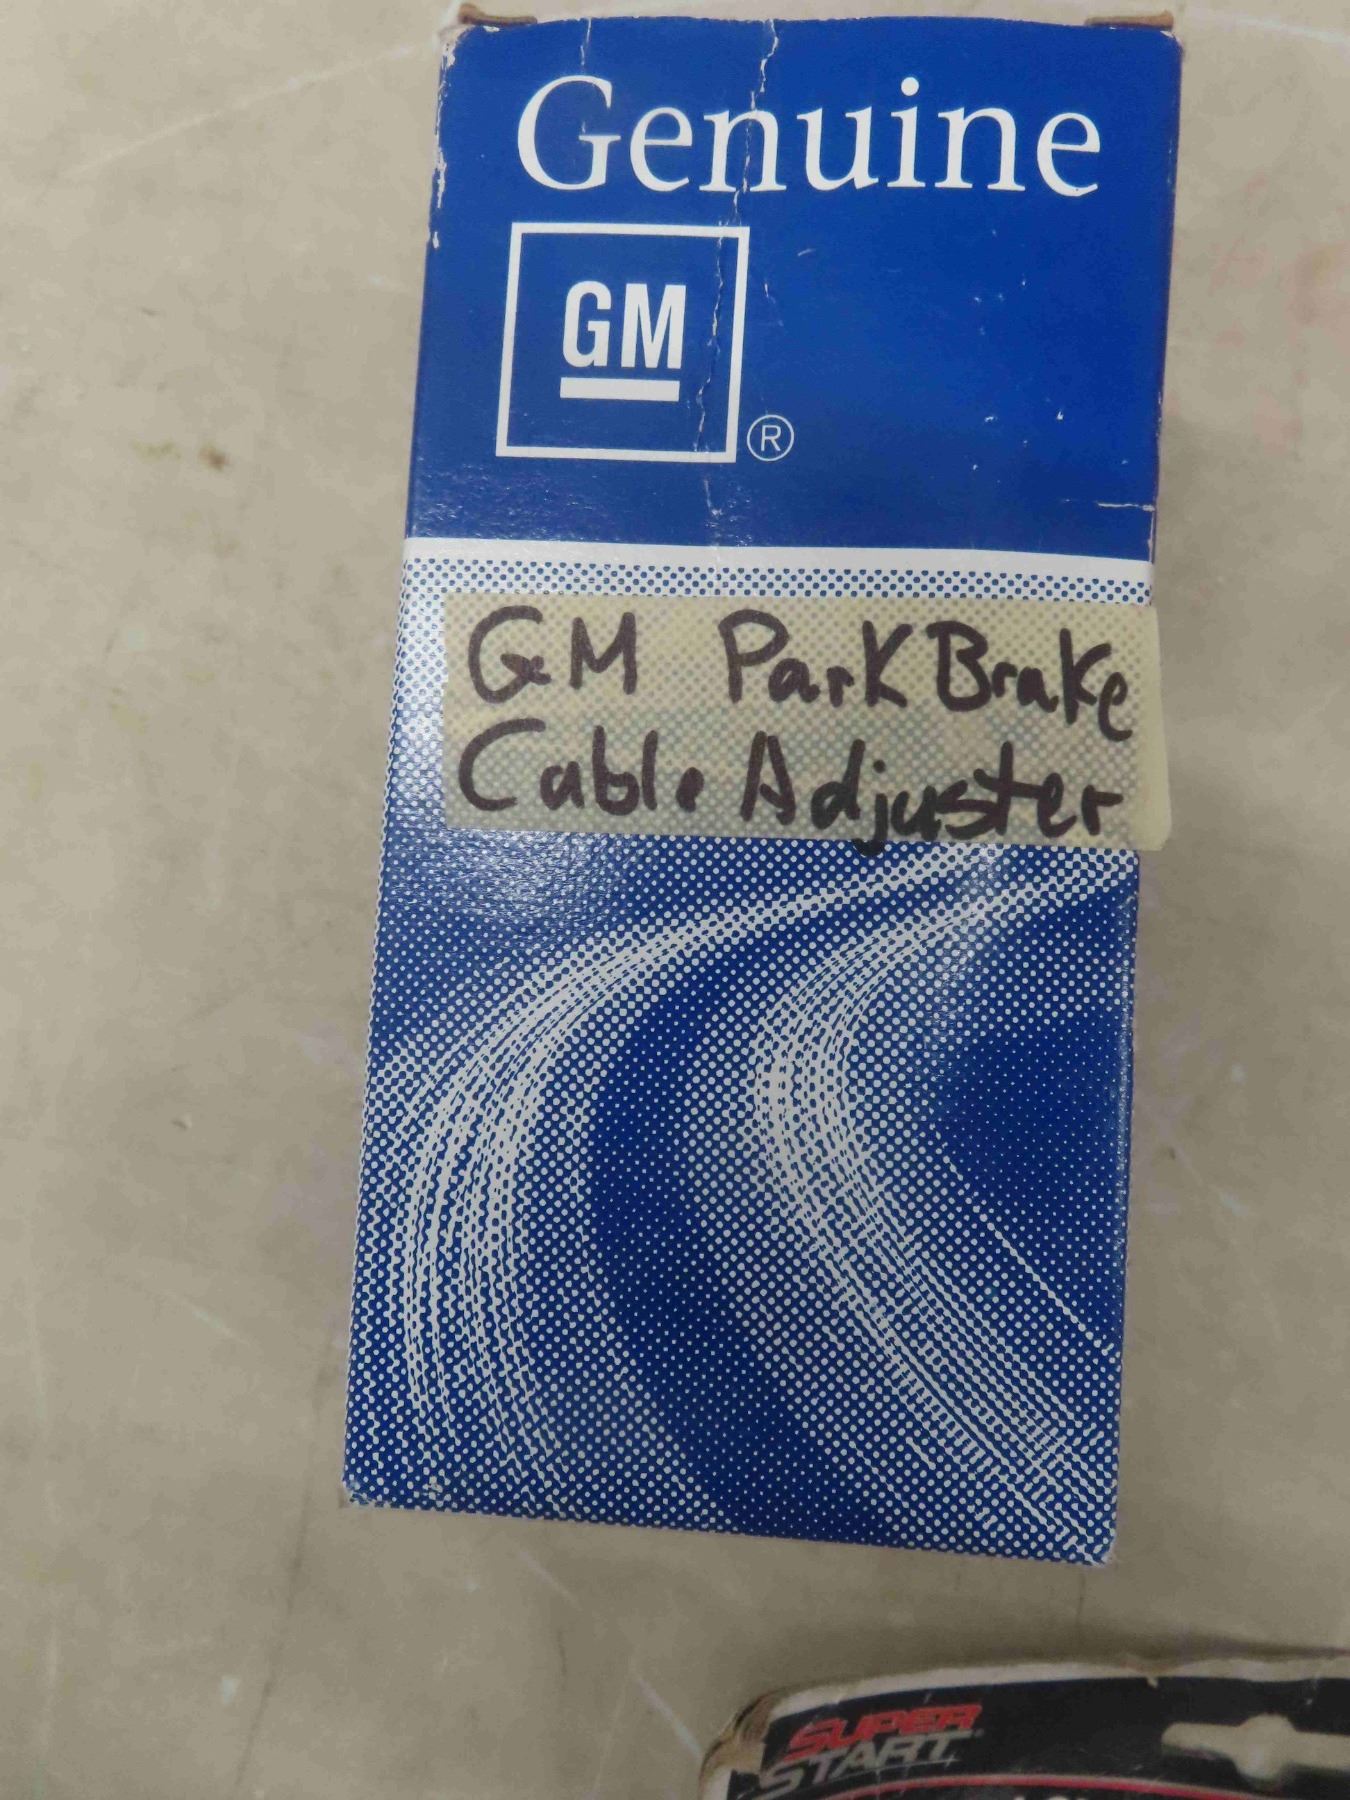 Genuine
GM
®
GM Park Brake
Cable Adjuster
SUPER
START